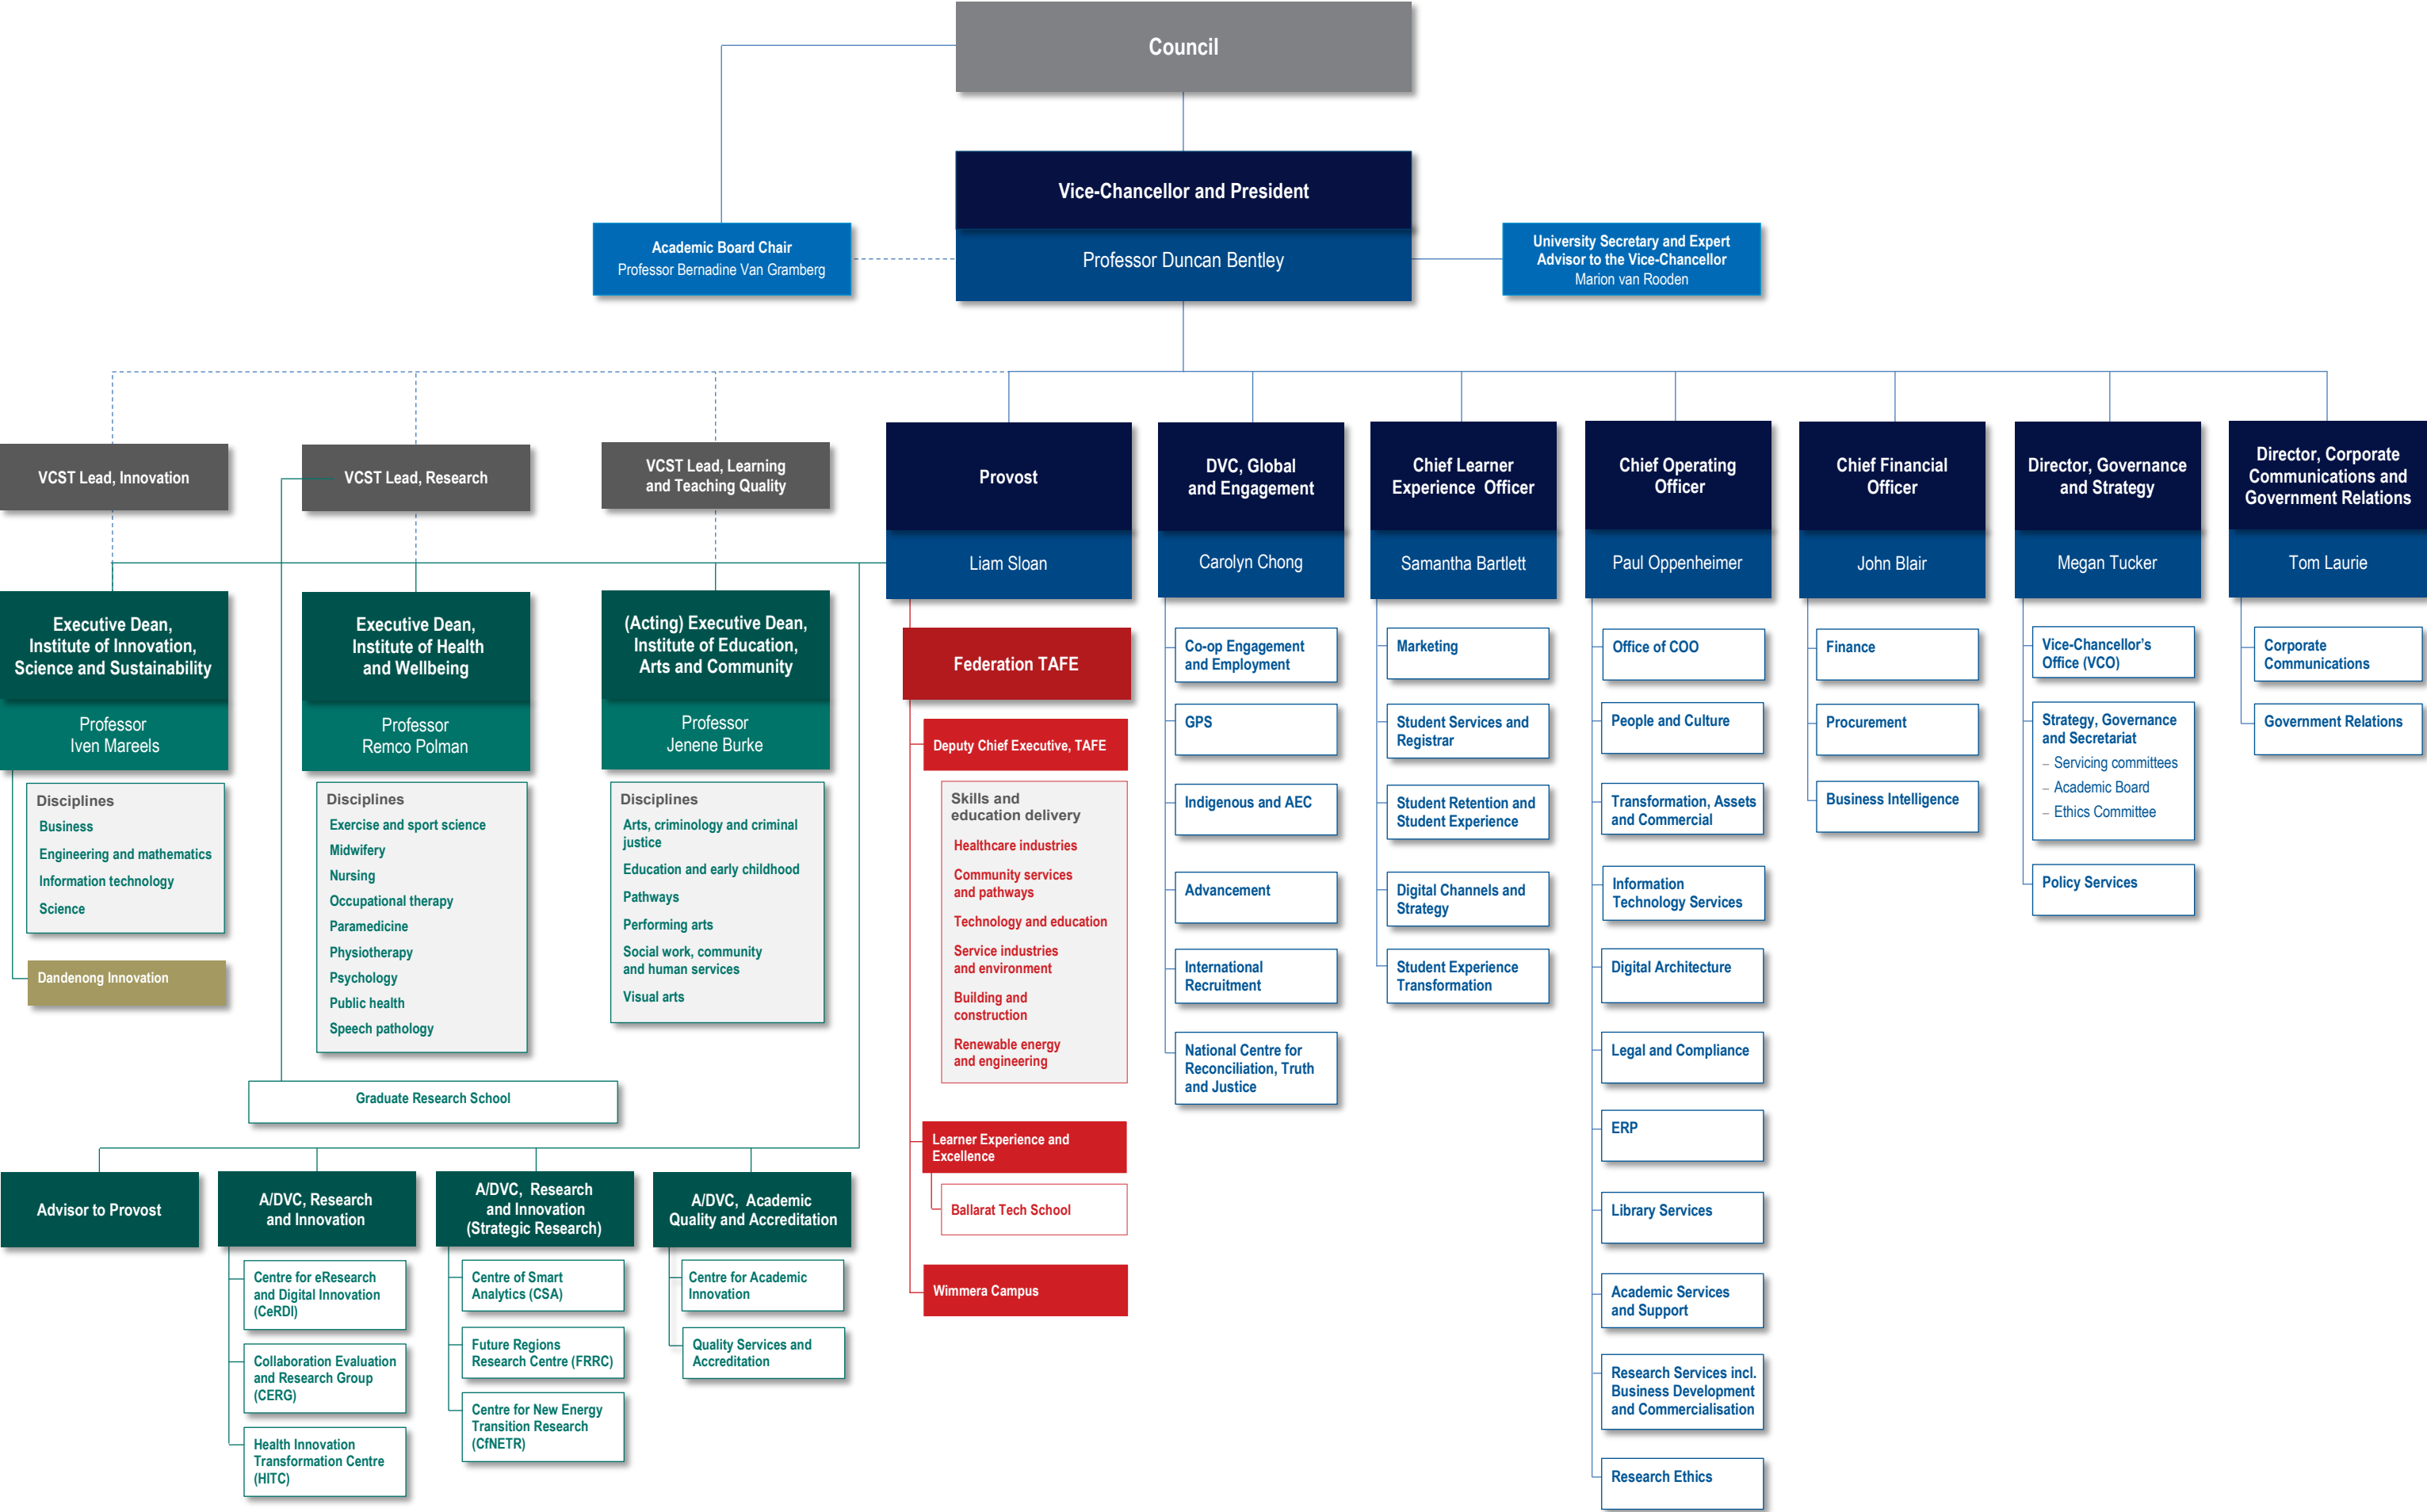 Council
Vice-Chancellor and President
Professor Duncan Bentley
Academic Board Chair
Professor Bernadine Van Gramberg
University Secretary and Expert
Advisor to the Vice-Chancellor
Marion van Rooden
VCST Lead, Innovation
VCST Lead, Research
VCST Lead, Learning
and Teaching Quality
Executive Dean,
Institute of Innovation,
Science and Sustainability
Professor
Iven Mareels
Disciplines
Business
Engineering and mathematics
Information technology
Science
Dandenong Innovation
Executive Dean,
Institute of Health
and Wellbeing
Professor
Remco Polman
Disciplines
Exercise and sport science
Midwifery
Nursing
Occupational therapy
Paramedicine
Physiotherapy
Psychology
Public health
Speech pathology
(Acting) Executive Dean,
Institute of Education,
Arts and Community
Professor
Jenene Burke
Disciplines
Arts, criminology and criminal
justice
Education and early childhood
Pathways
Performing arts
Social work, community
and human services
Visual arts
Graduate Research School
Advisor to Provost
A/DVC, Research
and Innovation
Centre for eResearch
and Digital Innovation
(CeRDI)
Collaboration Evaluation
and Research Group
(CERG)
Health Innovation
Transformation Centre
(HITC)
A/DVC, Research
and Innovation
(Strategic Research)
Centre of Smart
Analytics (CSA)
Future Regions
Research Centre (FRRC)
Centre for New Energy
Transition Research
(CfNETR)
A/DVC, Academic
Quality and Accreditation
Centre for Academic
Innovation
Quality Services and
Accreditation
Provost
Liam Sloan
Federation TAFE
Deputy Chief Executive, TAFE
Skills and
education delivery
Healthcare industries
Community services
and pathways
Technology and education
Service industries
and environment
Building and
construction
Renewable energy
and engineering
Learner Experience and
Excellence
Ballarat Tech School
Wimmera Campus
DVC, Global
and Engagement
Carolyn Chong
Co-op Engagement
and Employment
GPS
Indigenous and AEC
Advancement
International
Recruitment
National Centre for
Reconciliation, Truth
and Justice
Chief Learner
Experience Officer
Samantha Bartlett
Marketing
Student Services and
Registrar
Student Retention and
Student Experience
Digital Channels and
Strategy
Student Experience
Transformation
Chief Operating
Officer
Paul Oppenheimer
Office of COO
People and Culture
Transformation, Assets
and Commercial
Information
Technology Services
Digital Architecture
Legal and Compliance
ERP
Library Services
Academic Services
and Support
Research Services incl.
Business Development
and Commercialisation
Research Ethics
Chief Financial
Officer
John Blair
Finance
Procurement
Business Intelligence
Director, Governance
and Strategy
Megan Tucker
Vice-Chancellor's
Office (VCO)
Strategy, Governance
and Secretariat
– Servicing committees
– Academic Board
– Ethics Committee
Policy Services
Director, Corporate
Communications and
Government Relations
Tom Laurie
Corporate
Communications
Government Relations